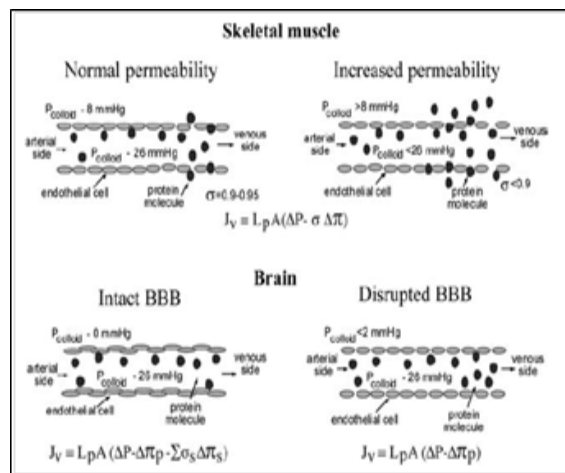 Skeletal muscle
Normal permeability
Increased permeability
P colloid - 8 mmHg
P colloid >8 mmHg
arterial side
P colloid - 26 mmHg
venous side
arterial side
P colloid <26 mmHg
venous side
endothelial cell
protein molecule
σ=0.9-0.95
endothelial cell
protein molecule
σ<0.9
Jv = LpA(ΔP- σ Δπ)
Brain
Intact BBB
Disrupted BBB
P colloid - 0 mmHg
P colloid <2 mmHg
arterial side
P colloid - 26 mmHg
venous side
arterial side
P colloid - 26 mmHg
venous side
endothelial cell
protein molecule
endothelial cell
protein molecule
Jv = LpA (ΔP-Δπp-ΣσsΔπs)
Jv = LpA (ΔP-Δπp)